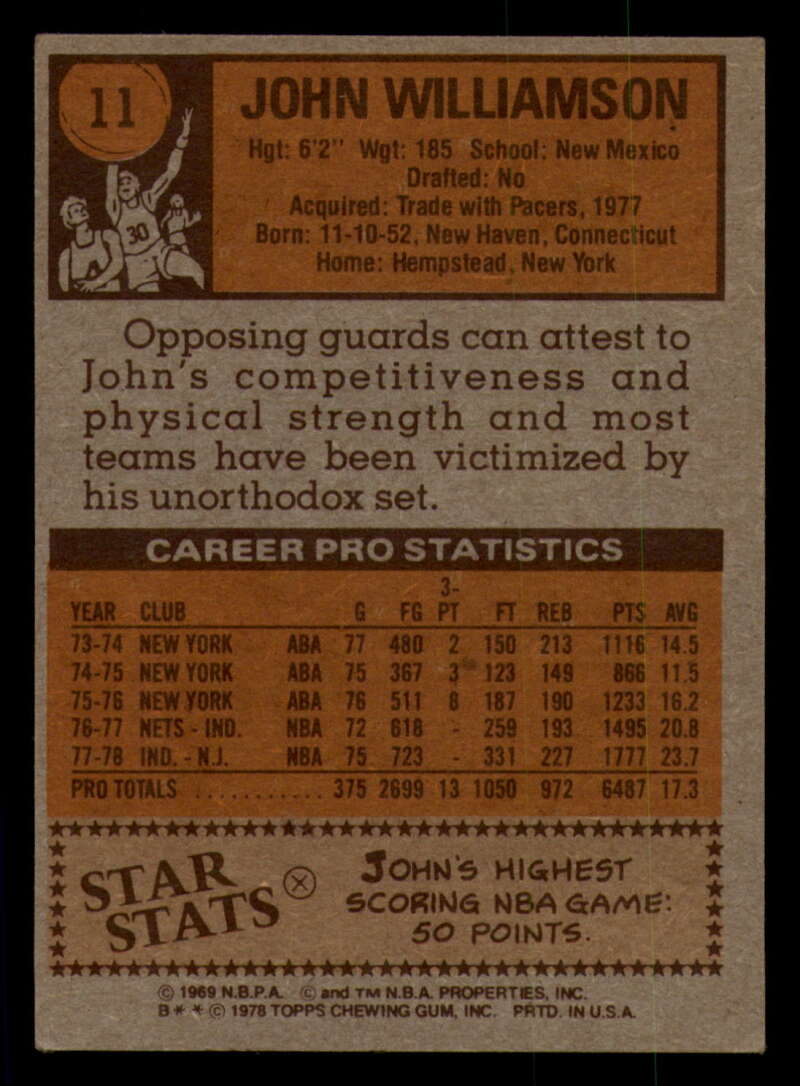 11
JOHN WILLIAMSON
Hgt: 6'2" Wgt: 185 School: New Mexico
Drafted: No
Acquired: Trade with Pacers, 1977
Born: 11-10-52, New Haven, Connecticut
Home: Hempstead, New York
30
Opposing guards can attest to
John's competitiveness and
physical strength and most
teams have been victimized by
his unorthodox set.
CAREER PRO STATISTICS
YEAR CLUB G FG 3-PT FT REB PTS AVG
73-74 NEW YORK ABA 77 480 2 150 213 1116 14.5
74-75 NEW YORK ABA 75 367 3 123 149 866 11.5
75-76 NEW YORK ABA 76 511 8 187 190 1233 16.2
76-77 NETS - IND. NBA 72 618 - 259 193 1495 20.8
77-78 IND. - N.J. NBA 75 723 - 331 227 1777 23.7
PRO TOTALS ........... 375 2699 13 1050 972 6487 17.3
STAR
STATS
JOHN'S HIGHEST
SCORING NBA GAME:
50 POINTS.
© 1969 N.B.P.A. © and TM N.B.A. PROPERTIES, INC.
B * * © 1978 TOPPS CHEWING GUM, INC. PRTD. IN U.S.A.